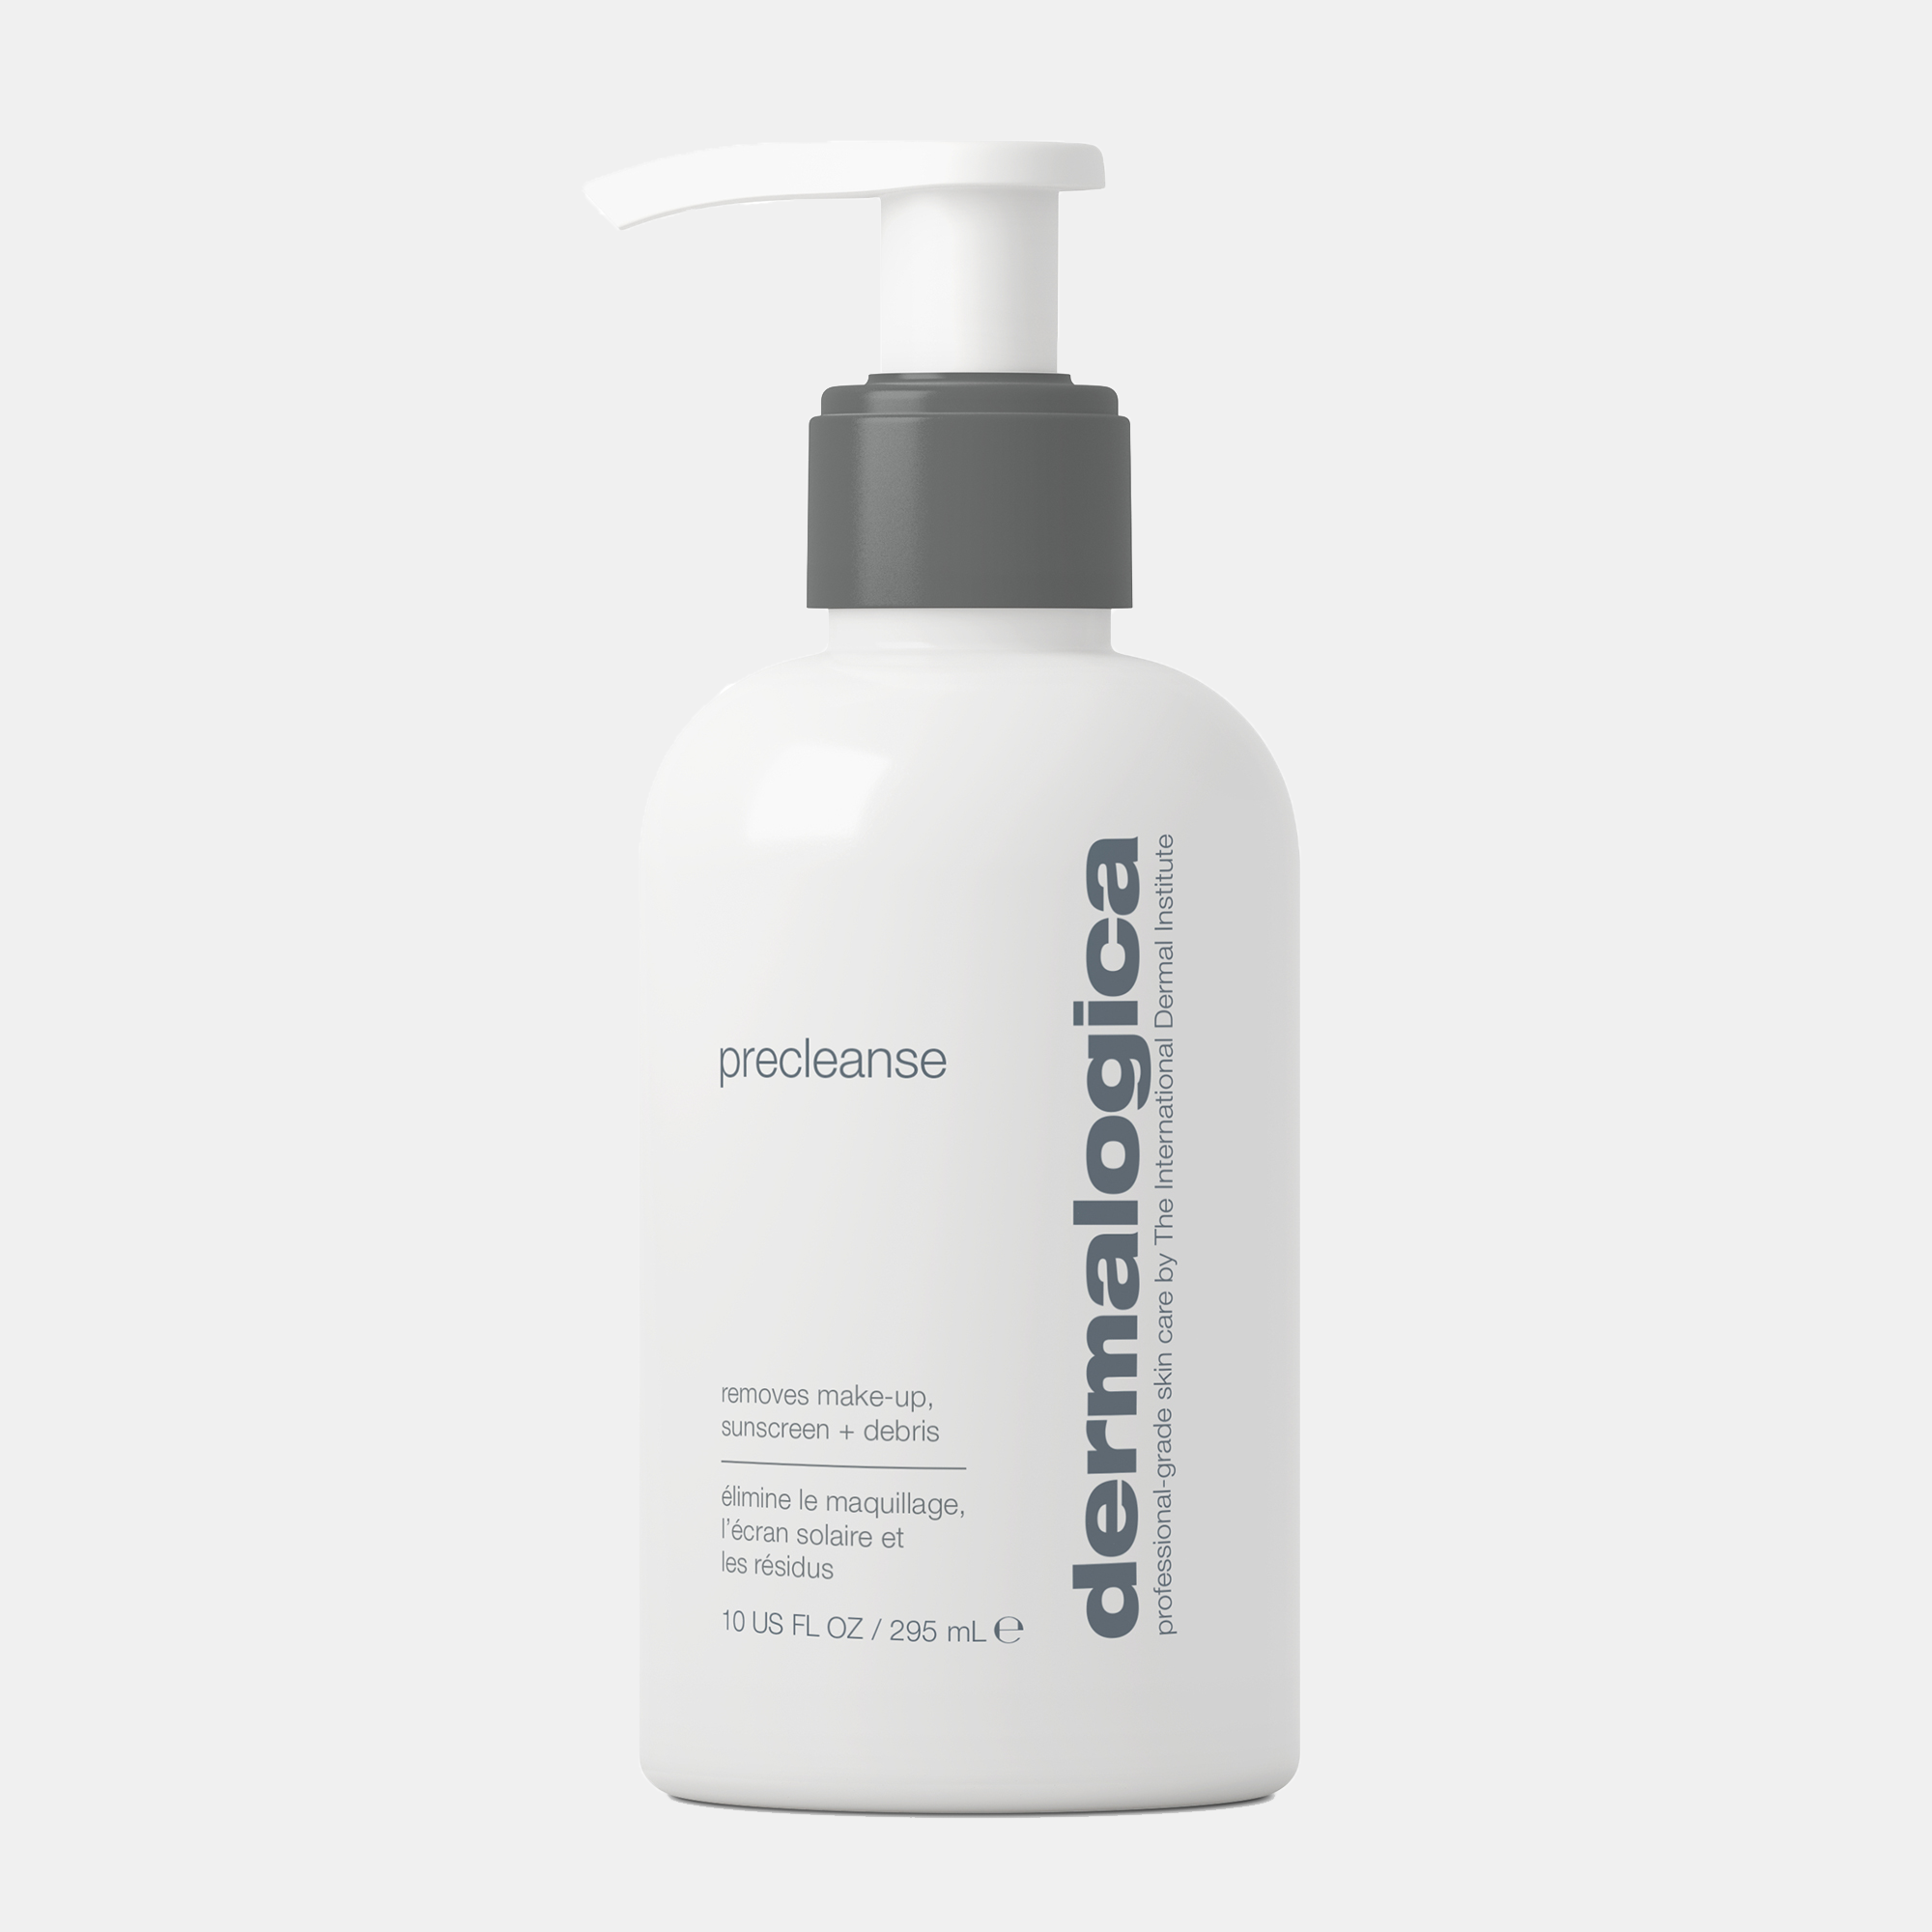 precleanse
removes make-up,
sunscreen + debris
élimine le maquillage,
l'écran solaire et
les résidus
10 US FL OZ / 295 mL ℮
dermalogica
professional-grade skin care by The International Dermal Institute